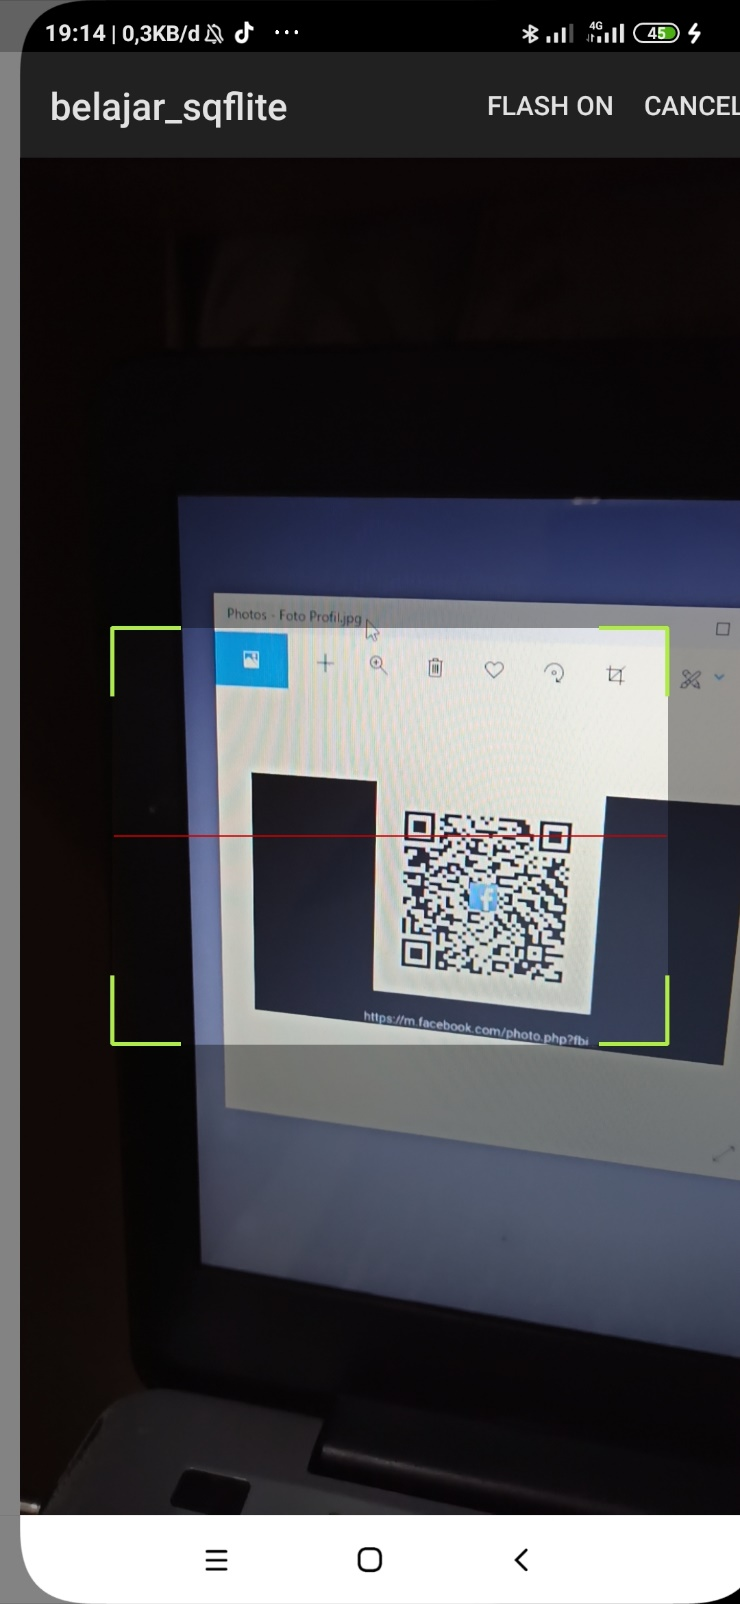 19:14 | 0,3KB/d ...
4G
45
belajar_sqflite FLASH ON CANCEL
Photos - Foto Profil.jpg
f
https://m.facebook.com/photo.php?fbi